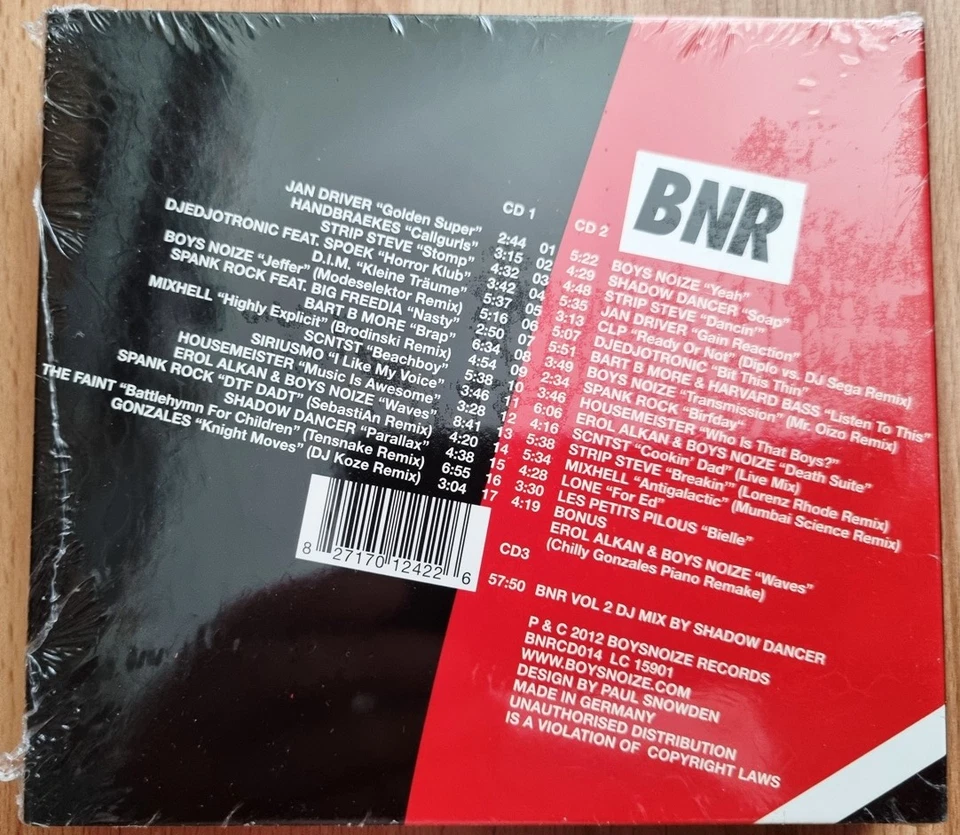 BNR
CD 1
JAN DRIVER "Golden Super" 2:44 01
HANDBRAEKES "Callgurls" 3:15 02
STRIP STEVE "Stomp" 4:32 03
DJEDJOTRONIC FEAT. SPOEK "Horror Klub" 3:42 04
D.I.M. "Kleine Träume" 5:37 05
BOYS NOIZE "Jeffer" (Modeselektor Remix) 5:16 06
SPANK ROCK FEAT. BIG FREEDIA "Nasty" 2:50 07
BART B MORE "Brap" 6:34 08
MIXHELL "Highly Explicit" (Brodinski Remix) 4:54 09
SCNTST "Beachboy" 5:38 10
SIRIUSMO "I Like My Voice" 3:46 11
HOUSEMEISTER "Music Is Awesome" 3:28 12
EROL ALKAN & BOYS NOIZE "Waves" 8:41 13
SPANK ROCK "DTF DADT" (SebastiAn Remix) 4:20 14
SHADOW DANCER "Parallax" 4:38 15
THE FAINT "Battlehymn For Children" (Tensnake Remix) 6:55 16
GONZALES "Knight Moves" (DJ Koze Remix) 3:04 17
CD 2
5:22 BOYS NOIZE "Yeah"
4:29 SHADOW DANCER "Soap"
4:48 STRIP STEVE "Dancin'"
5:35 JAN DRIVER "Gain Reaction"
3:13 CLP "Ready Or Not" (Diplo vs. DJ Sega Remix)
5:07 DJEDJOTRONIC "Bit This Thin"
5:51 BART B MORE & HARVARD BASS "Listen To This"
3:49 BOYS NOIZE "Transmission" (Mr. Oizo Remix)
2:34 SPANK ROCK "Birfday"
3:46 HOUSEMEISTER "Who Is That Boys?"
6:06 EROL ALKAN & BOYS NOIZE "Death Suite"
4:16 SCNTST "Cookin' Dad" (Live Mix)
5:38 STRIP STEVE "Breakin'" (Lorenz Rhode Remix)
5:34 MIXHELL "Antigalactic" (Mumbai Science Remix)
4:28 LONE "For Ed"
3:30 LES PETITS PILOUS "Bielle"
4:19 BONUS
EROL ALKAN & BOYS NOIZE "Waves"
(Chilly Gonzales Piano Remake)
CD3
57:50 BNR VOL 2 DJ MIX BY SHADOW DANCER
8 27170 12422 6
P & C 2012 BOYSNOIZE RECORDS
BNRCD014 LC 15901
WWW.BOYSNOIZE.COM
DESIGN BY PAUL SNOWDEN
MADE IN GERMANY
UNAUTHORISED DISTRIBUTION
IS A VIOLATION OF COPYRIGHT LAWS